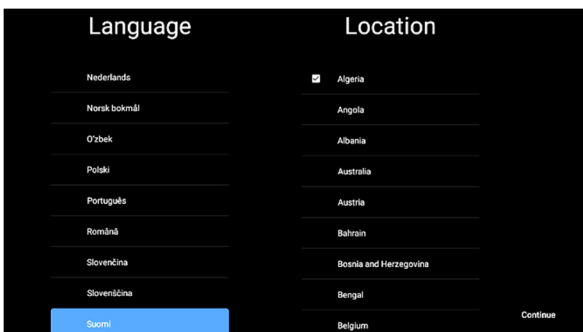 Language
Nederlands
Norsk bokmål
O'zbek
Polski
Português
Română
Slovenčina
Slovenščina
Suomi
Location
Algeria
Angola
Albania
Australia
Austria
Bahrain
Bosnia and Herzegovina
Bengal
Belgium
Continue